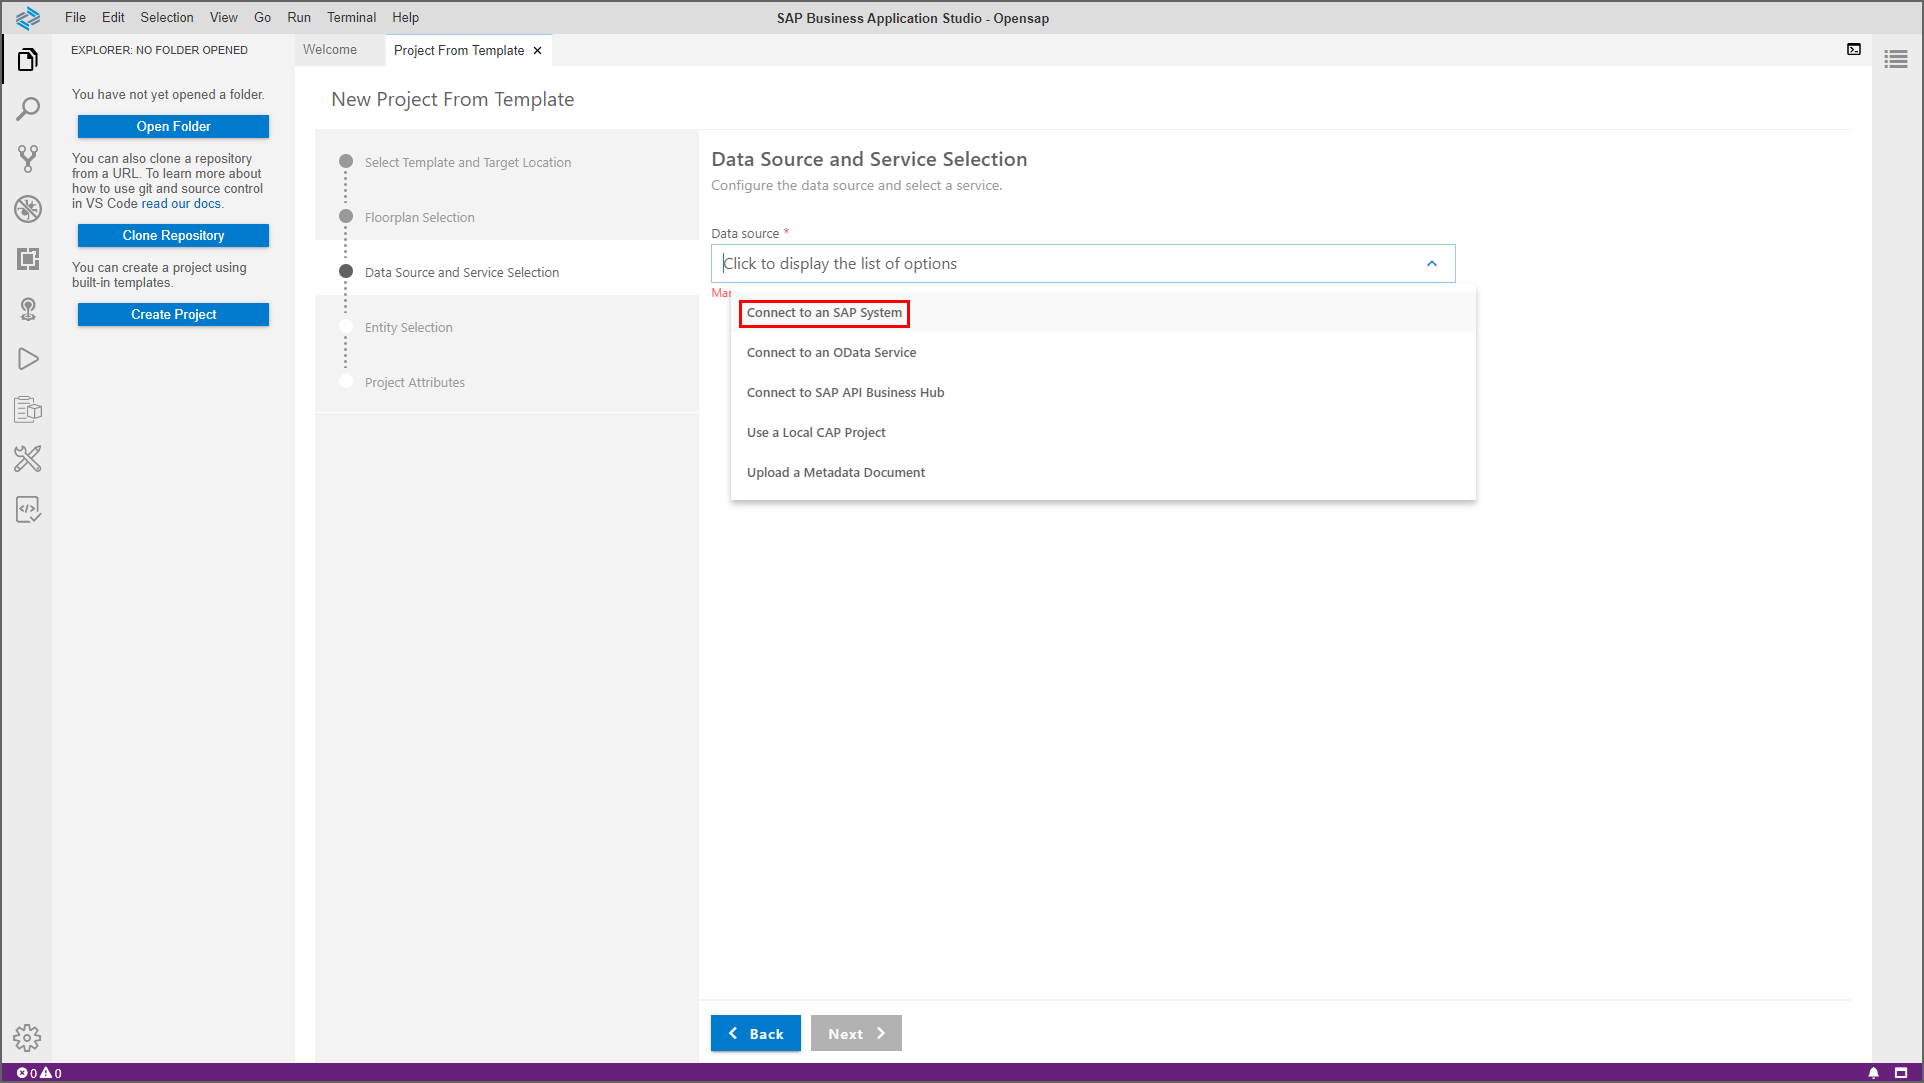 File Edit Selection View Go Run Terminal Help
SAP Business Application Studio - Opensap
EXPLORER: NO FOLDER OPENED
You have not yet opened a folder.
Open Folder
You can also clone a repository
from a URL. To learn more about
how to use git and source control
in VS Code read our docs.
Clone Repository
You can create a project using
built-in templates.
Create Project
Welcome
Project From Template
New Project From Template
Select Template and Target Location
Floorplan Selection
Data Source and Service Selection
Entity Selection
Project Attributes
Data Source and Service Selection
Configure the data source and select a service.
Data source *
Click to display the list of options
Connect to an SAP System
Connect to an OData Service
Connect to SAP API Business Hub
Use a Local CAP Project
Upload a Metadata Document
Back
Next
0 0